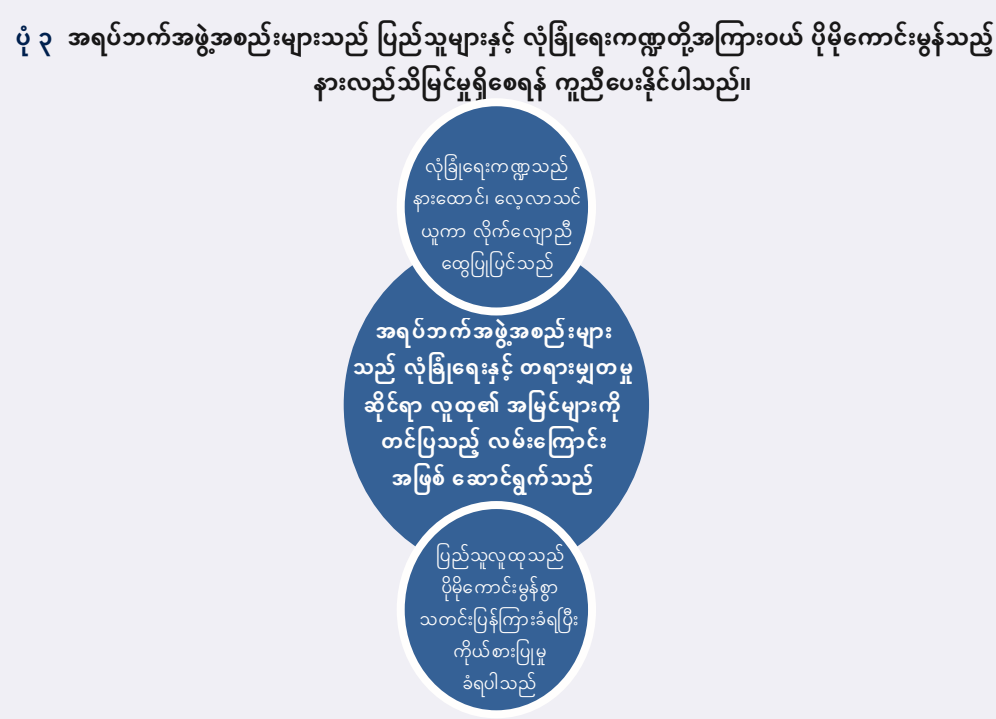 ပုံ ၃ အရပ်ဘက်အဖွဲ့အစည်းများသည် ပြည်သူများနှင့် လုံခြုံရေးကဏ္ဍတို့အကြားဝယ် ပိုမိုကောင်းမွန်သည့်
နားလည်သိမြင်မှုရှိစေရန် ကူညီပေးနိုင်ပါသည်။
လုံခြုံရေးကဏ္ဍသည်
နားထောင်၊ လေ့လာသင်
ယူကာ လိုက်လျောညီ
ထွေပြုပြင်သည်
အရပ်ဘက်အဖွဲ့အစည်းများ
သည် လုံခြုံရေးနှင့် တရားမျှတမှု
ဆိုင်ရာ လူထု၏ အမြင်များကို
တင်ပြသည့် လမ်းကြောင်း
အဖြစ် ဆောင်ရွက်သည်
ပြည်သူလူထုသည်
ပိုမိုကောင်းမွန်စွာ
သတင်းပြန်ကြားခံရပြီး
ကိုယ်စားပြုမှု
ခံရပါသည်